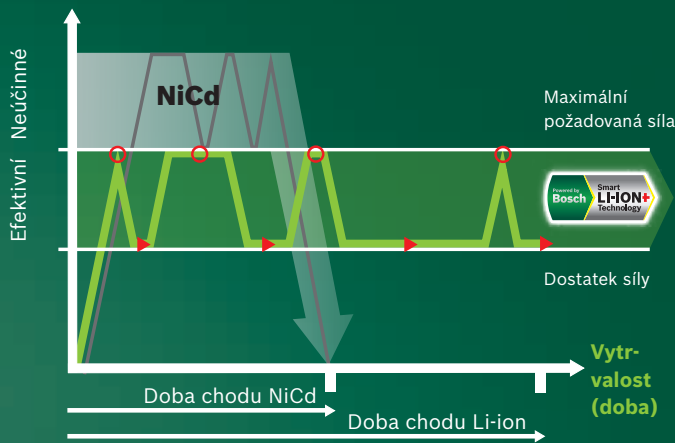 Neúčinné
Efektivní
NiCd
Maximální
požadovaná síla
Powered by
Bosch
Smart
LI-ION+
Technology
Dostatek síly
Vytr-
valost
(doba)
Doba chodu NiCd
Doba chodu Li-ion